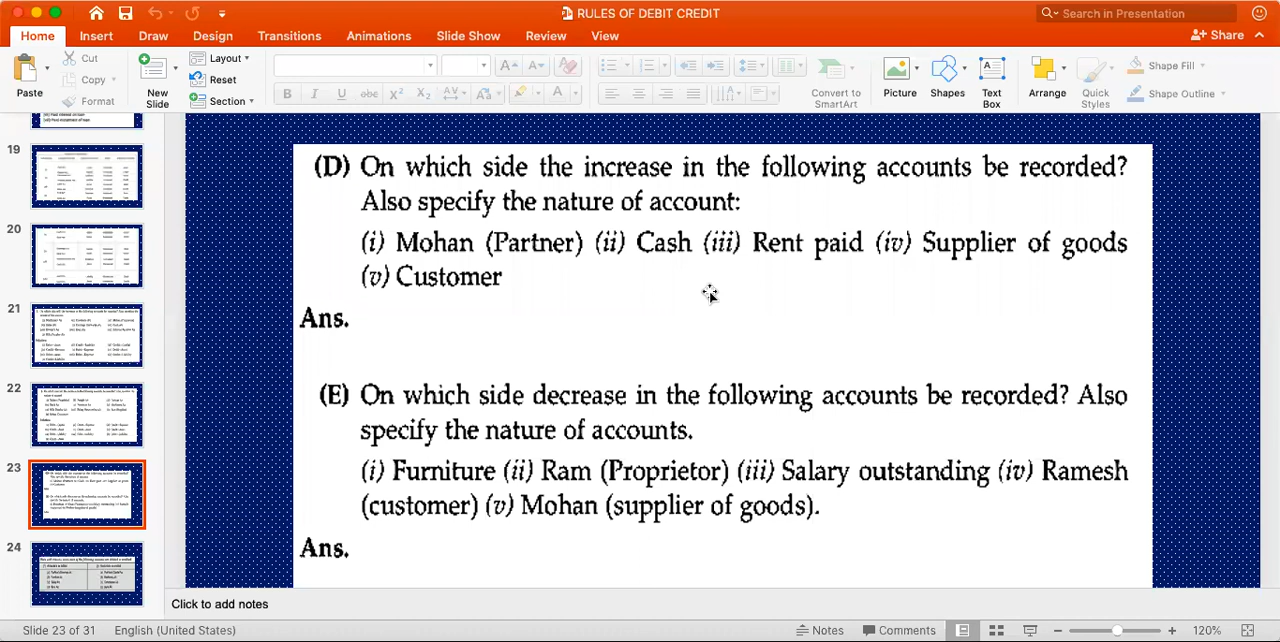 RULES OF DEBIT CREDIT
Search in Presentation
Home Insert Draw Design Transitions Animations Slide Show Review View
Share
Paste
Cut
Copy
Format
New Slide
Layout
Reset
Section
B I U abc X² X₂ AV Aa A
Convert to SmartArt
Picture
Shapes
Text Box
Arrange
Quick Styles
Shape Fill
Shape Outline
19
20
21
22
23
24
(D) On which side the increase in the following accounts be recorded?
Also specify the nature of account:
(i) Mohan (Partner) (ii) Cash (iii) Rent paid (iv) Supplier of goods
(v) Customer
Ans.
(E) On which side decrease in the following accounts be recorded? Also
specify the nature of accounts.
(i) Furniture (ii) Ram (Proprietor) (iii) Salary outstanding (iv) Ramesh
(customer) (v) Mohan (supplier of goods).
Ans.
Click to add notes
Slide 23 of 31 English (United States) Notes Comments 120%